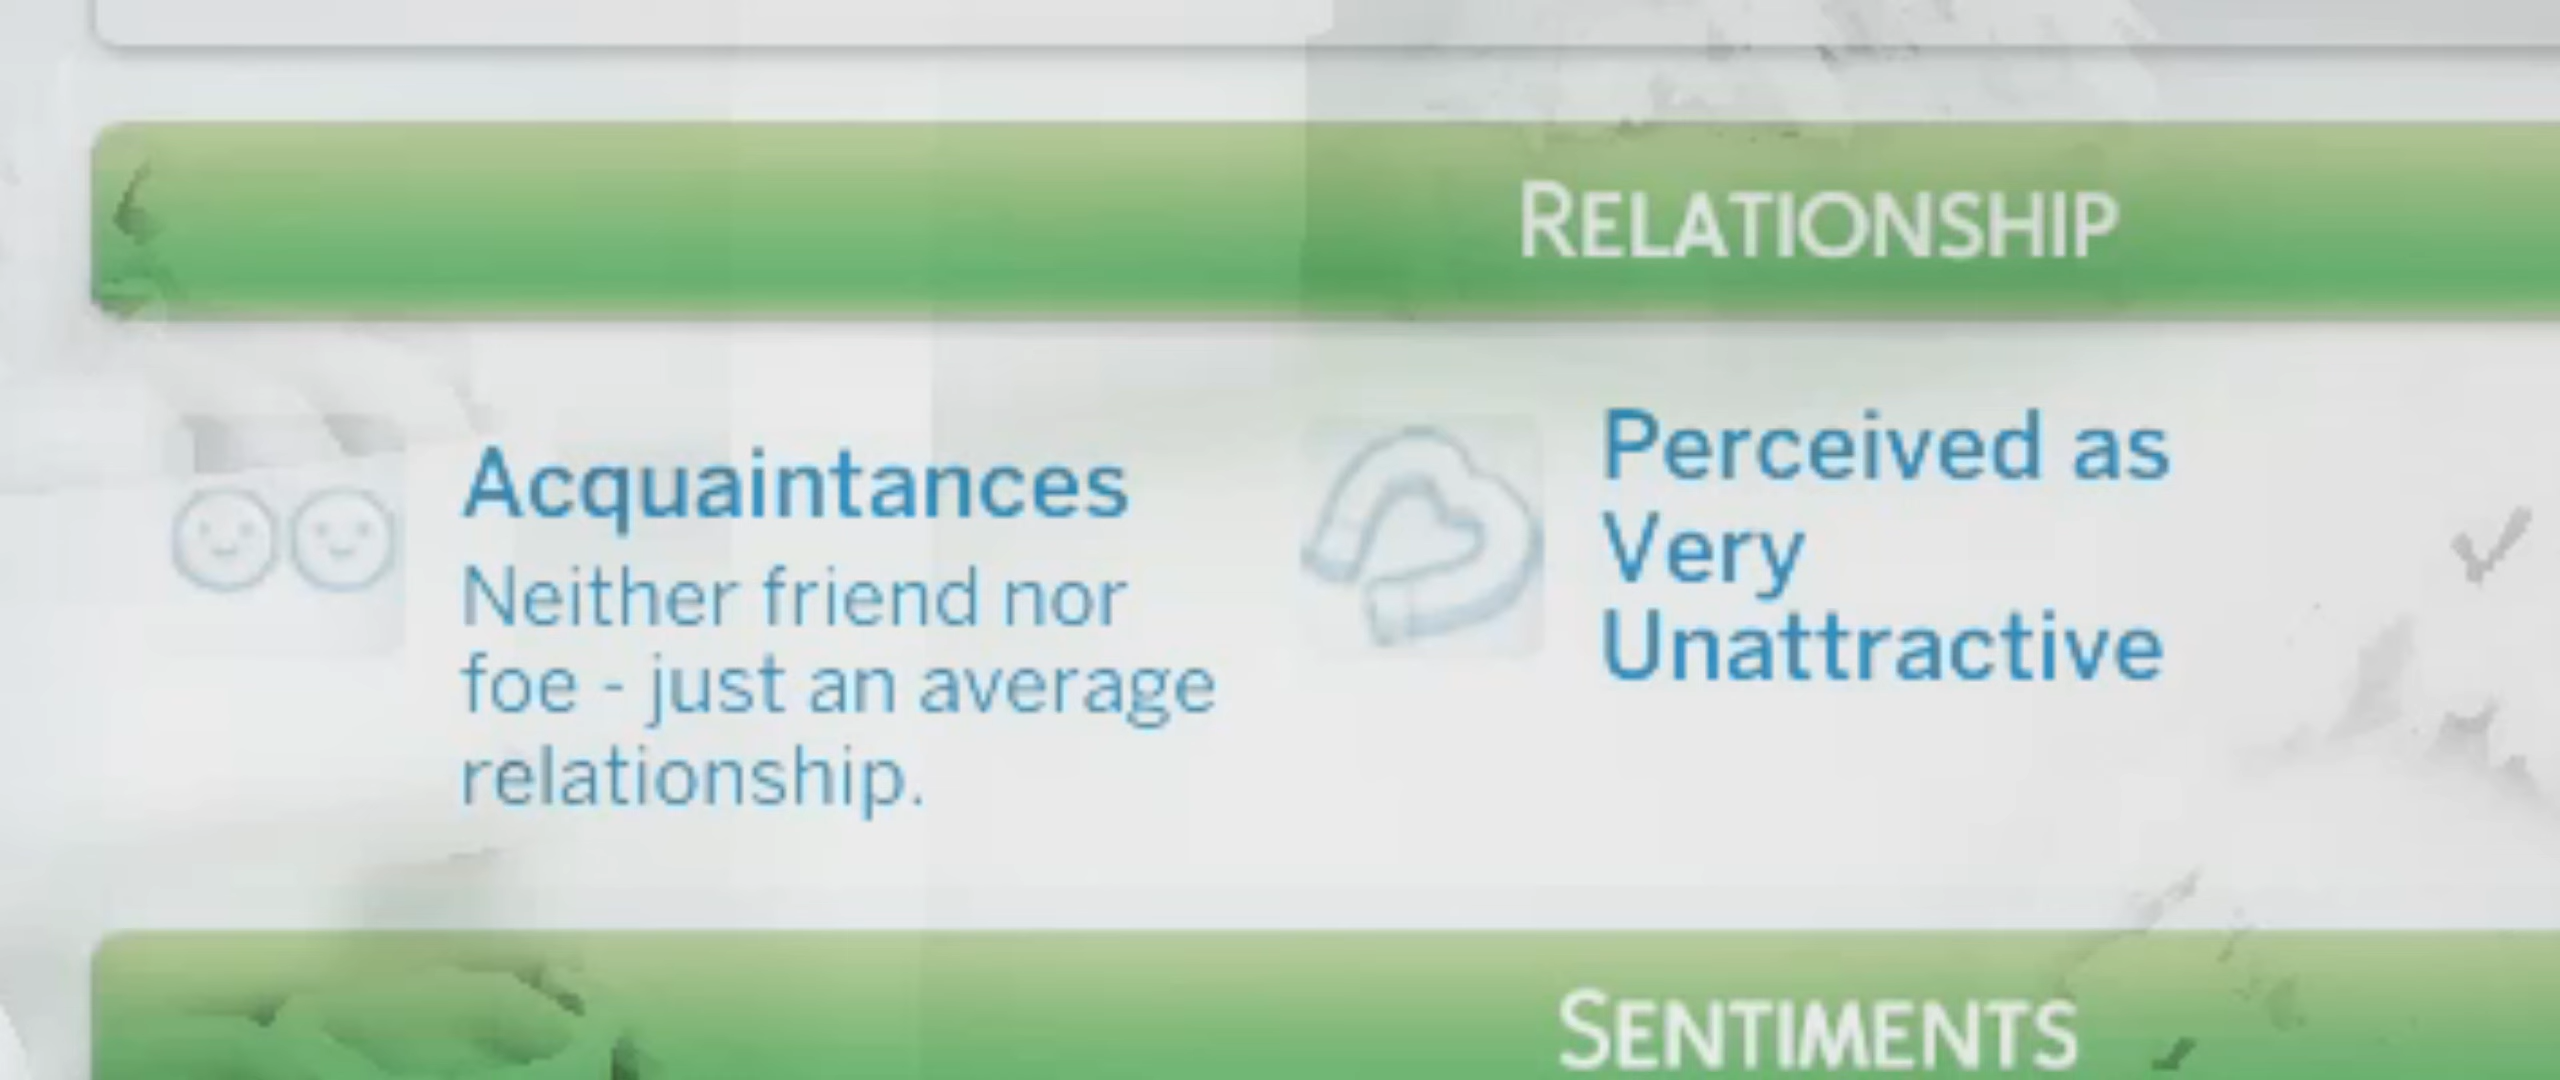 RELATIONSHIP
Acquaintances
Neither friend nor
foe - just an average
relationship.
Perceived as
Very
Unattractive
SENTIMENTS